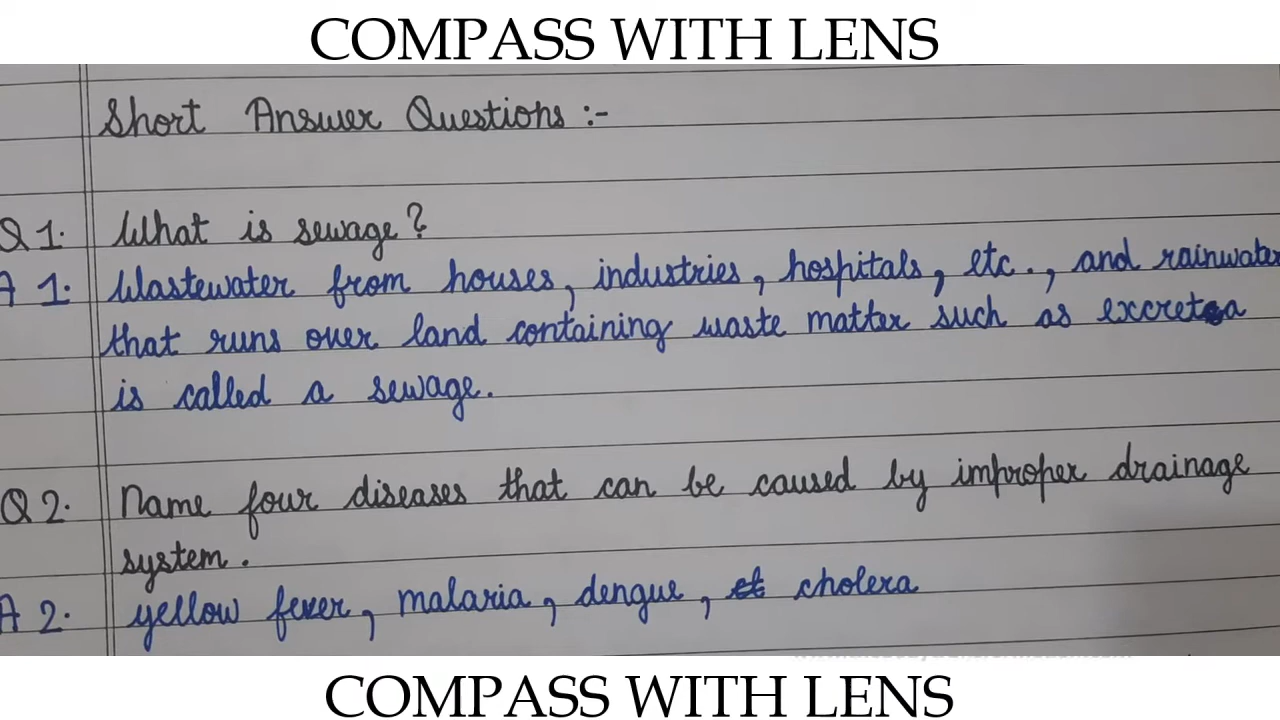 COMPASS WITH LENS
Short Answer Questions :-
Q 1. What is sewage?
A 1. Wastewater from houses, industries, hospitals, etc., and rainwater
that runs over land containing waste matter such as excreta
is called a sewage.
Q 2. Name four diseases that can be caused by improper drainage
system.
A 2. yellow fever, malaria, dengue, cholera
COMPASS WITH LENS